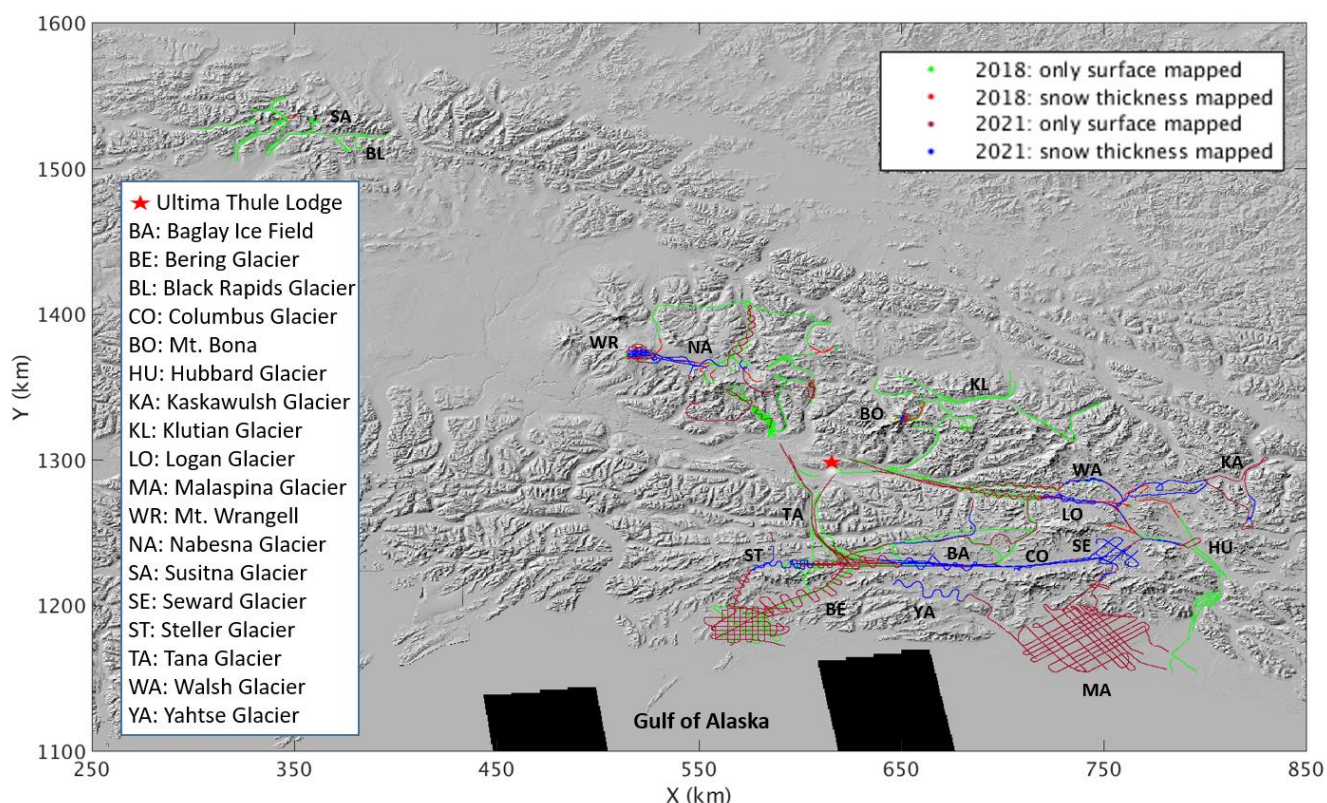 1600
1500
1400
1300
1200
1100
Y (km)
2018: only surface mapped
2018: snow thickness mapped
2021: only surface mapped
2021: snow thickness mapped
SA
BL
Ultima Thule Lodge
BA: Baglay Ice Field
BE: Bering Glacier
BL: Black Rapids Glacier
CO: Columbus Glacier
BO: Mt. Bona
HU: Hubbard Glacier
KA: Kaskawulsh Glacier
KL: Klutian Glacier
LO: Logan Glacier
MA: Malaspina Glacier
WR: Mt. Wrangell
NA: Nabesna Glacier
SA: Susitna Glacier
SE: Seward Glacier
ST: Steller Glacier
TA: Tana Glacier
WA: Walsh Glacier
YA: Yahtse Glacier
WR
NA
KL
BO
KA
WA
TA
LO
SE
HU
ST
BA
CO
BE
YA
MA
Gulf of Alaska
250
350
450
550
650
750
850
X (km)